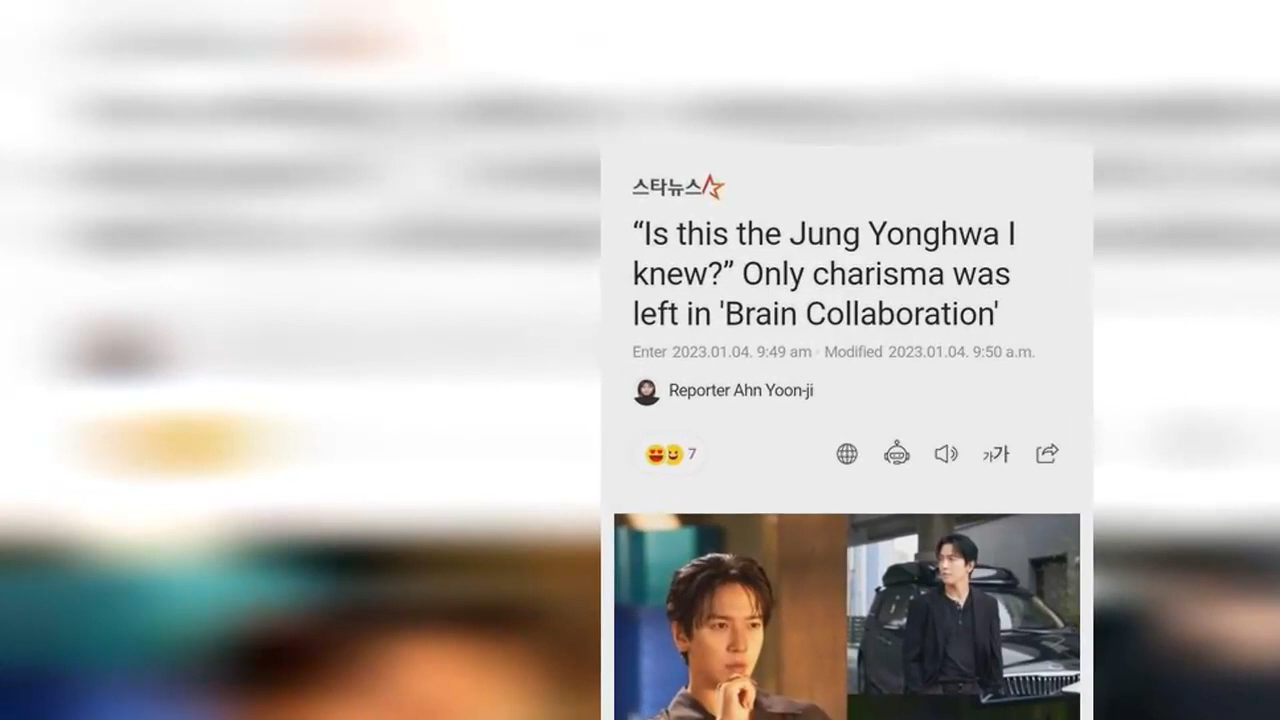 스타뉴스
“Is this the Jung Yonghwa I
knew?” Only charisma was
left in 'Brain Collaboration'
Enter 2023.01.04. 9:49 am · Modified 2023.01.04. 9:50 a.m.
Reporter Ahn Yoon-ji
7
가가